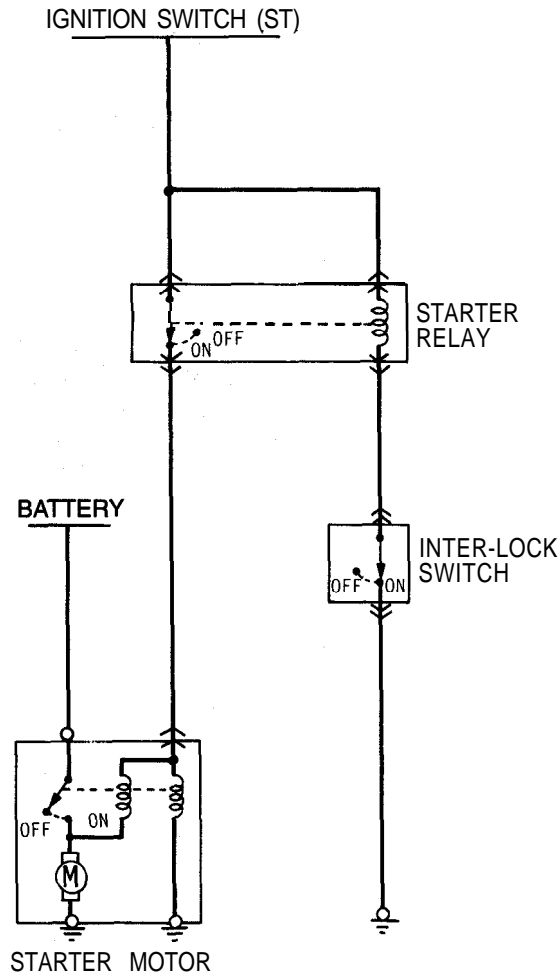 IGNITION SWITCH (ST)
STARTER
RELAY
OFF
ON
BATTERY
INTER-LOCK
SWITCH
OFF ON
OFF ON
M
STARTER MOTOR